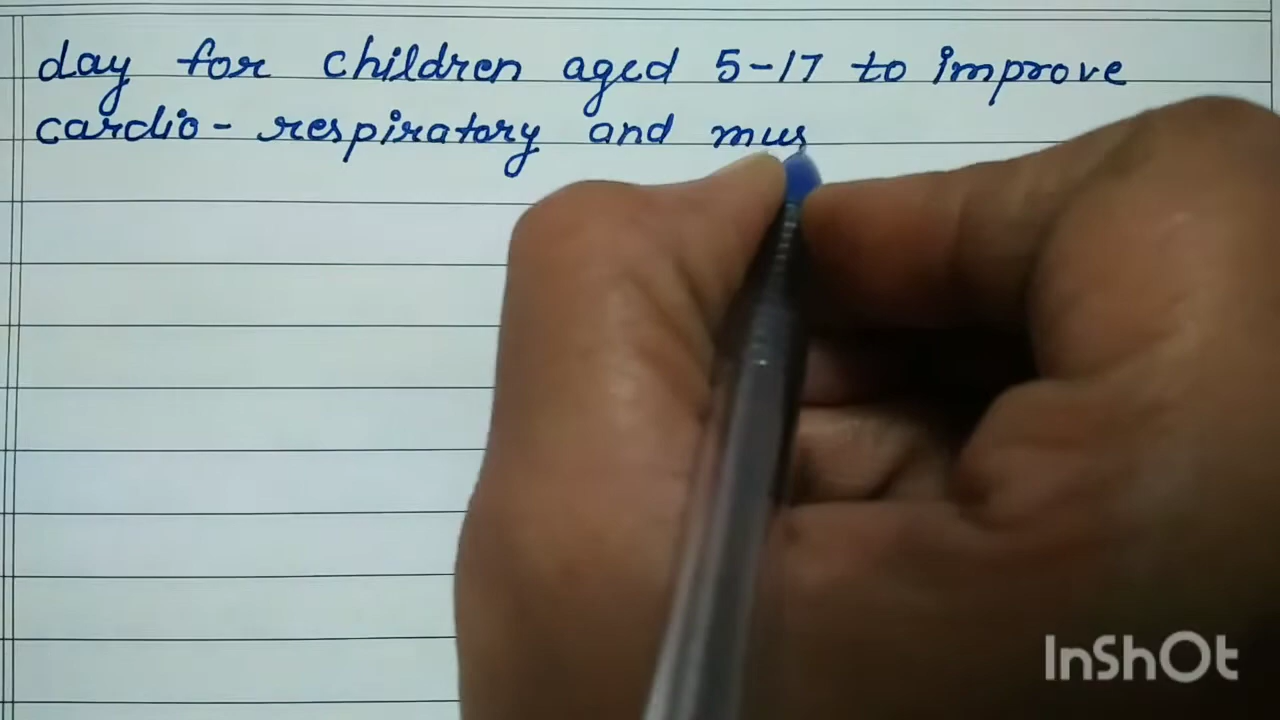 day for children aged 5-17 to improve
cardio- respiratory and mus
InShOt